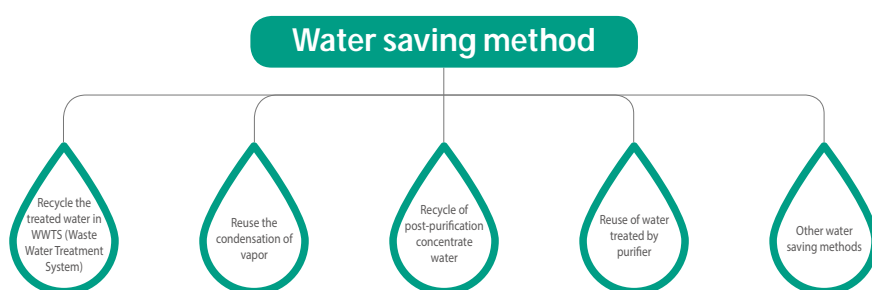 Water saving method
Recycle the
treated water in
WWTS (Waste
Water Treatment
System)
Reuse the
condensation of
vapor
Recycle of
post-purification
concentrate
water
Reuse of water
treated by
purifier
Other water
saving methods